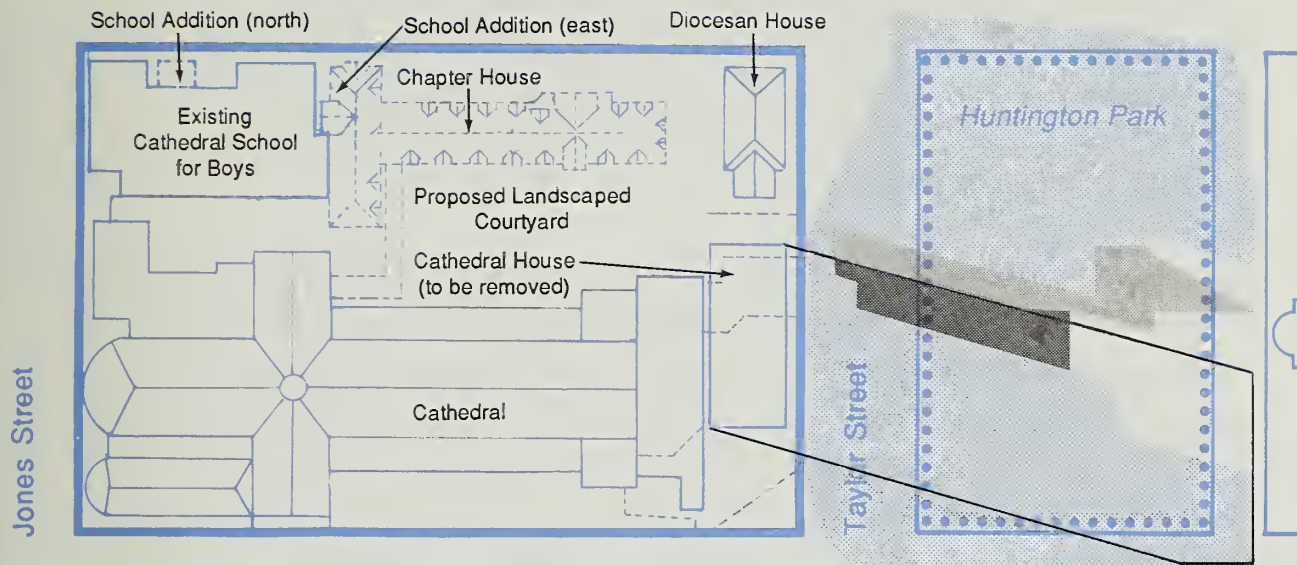 School Addition (north)
School Addition (east)
Diocesan House
Chapter House
Existing
Cathedral School
for Boys
Huntington Park
Proposed Landscaped
Courtyard
Cathedral House
(to be removed)
Cathedral
Jones Street
Taylor Street